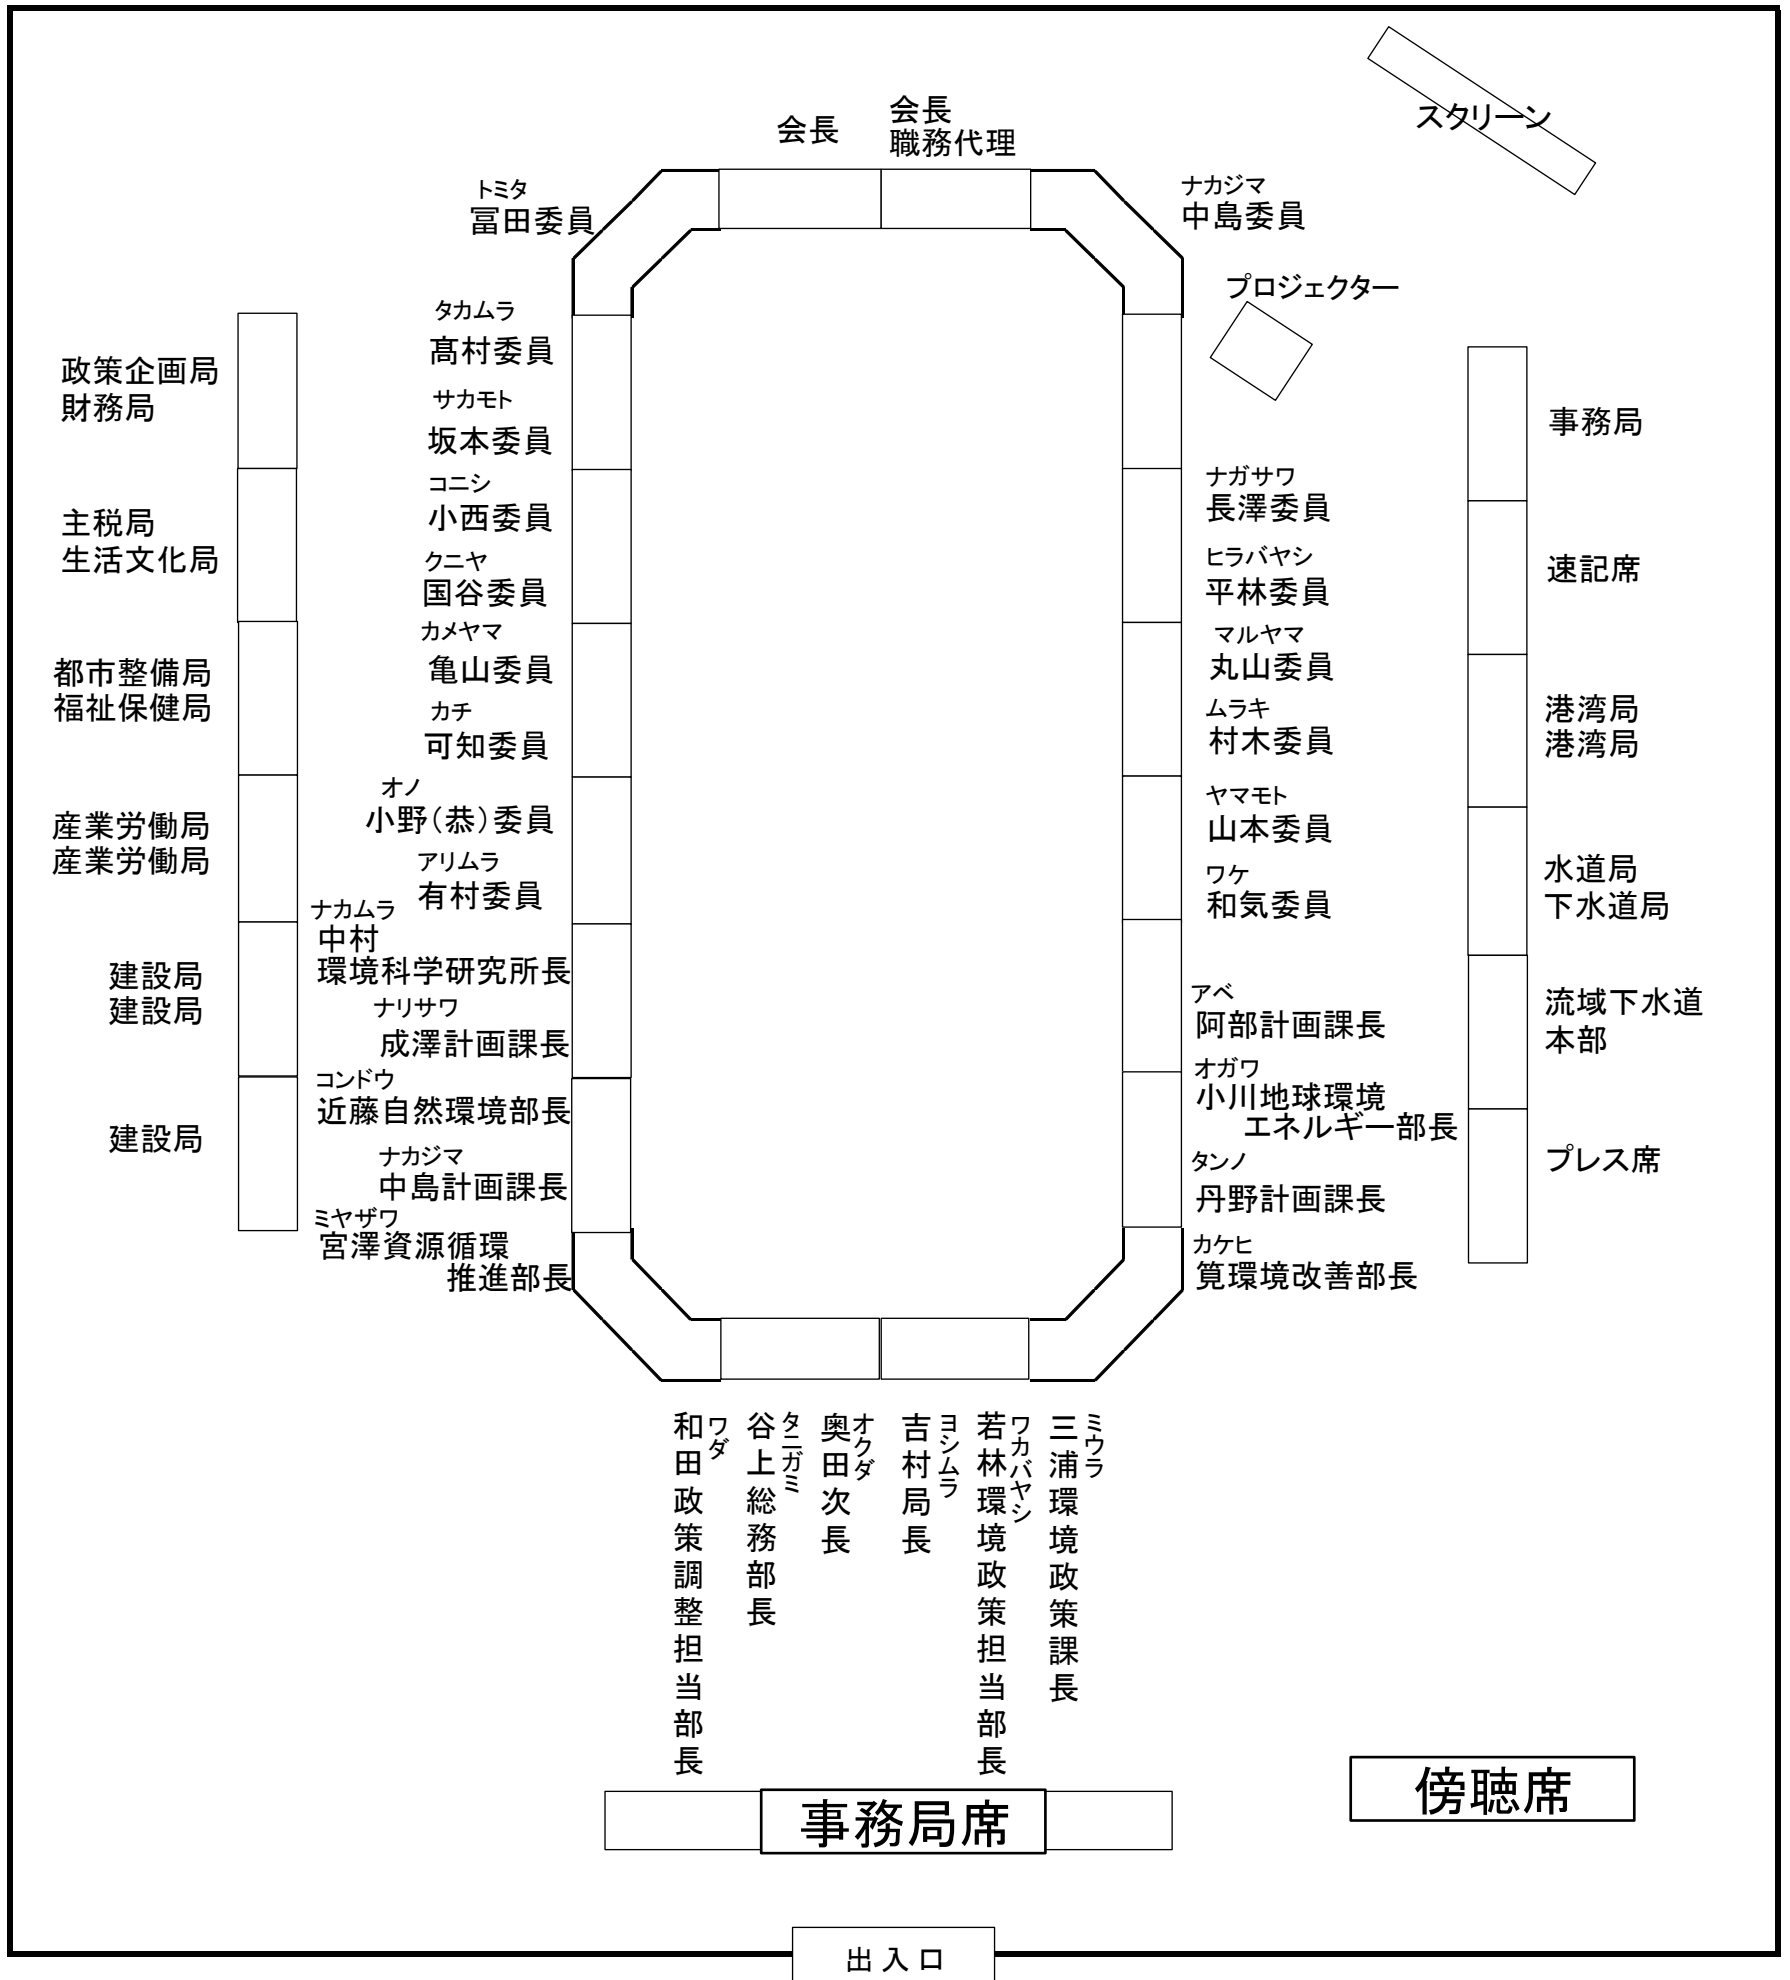 会長
会長
職務代理
スクリーン
トミタ
冨田委員
ナカジマ
中島委員
プロジェクター
政策企画局
財務局
主税局
生活文化局
都市整備局
福祉保健局
産業労働局
産業労働局
建設局
建設局
建設局
タカムラ
髙村委員
サカモト
坂本委員
コニシ
小西委員
クニヤ
国谷委員
カメヤマ
亀山委員
カチ
可知委員
オノ
小野(恭)委員
アリムラ
有村委員
ナカムラ
中村
環境科学研究所長
ナリサワ
成澤計画課長
コンドウ
近藤自然環境部長
ナカジマ
中島計画課長
ミヤザワ
宮澤資源循環
推進部長
ナガサワ
長澤委員
ヒラバヤシ
平林委員
マルヤマ
丸山委員
ムラキ
村木委員
ヤマモト
山本委員
ワケ
和気委員
アベ
阿部計画課長
オガワ
小川地球環境
エネルギー部長
タンノ
丹野計画課長
カケヒ
筧環境改善部長
事務局
速記席
港湾局
港湾局
水道局
下水道局
流域下水道
本部
プレス席
ワダ
和田政策調整担当部長
タニガミ
谷上総務部長
オクダ
奥田次長
ヨシムラ
吉村局長
ワカバヤシ
若林環境政策担当部長
ミウラ
三浦環境政策課長
事務局席
傍聴席
出入口